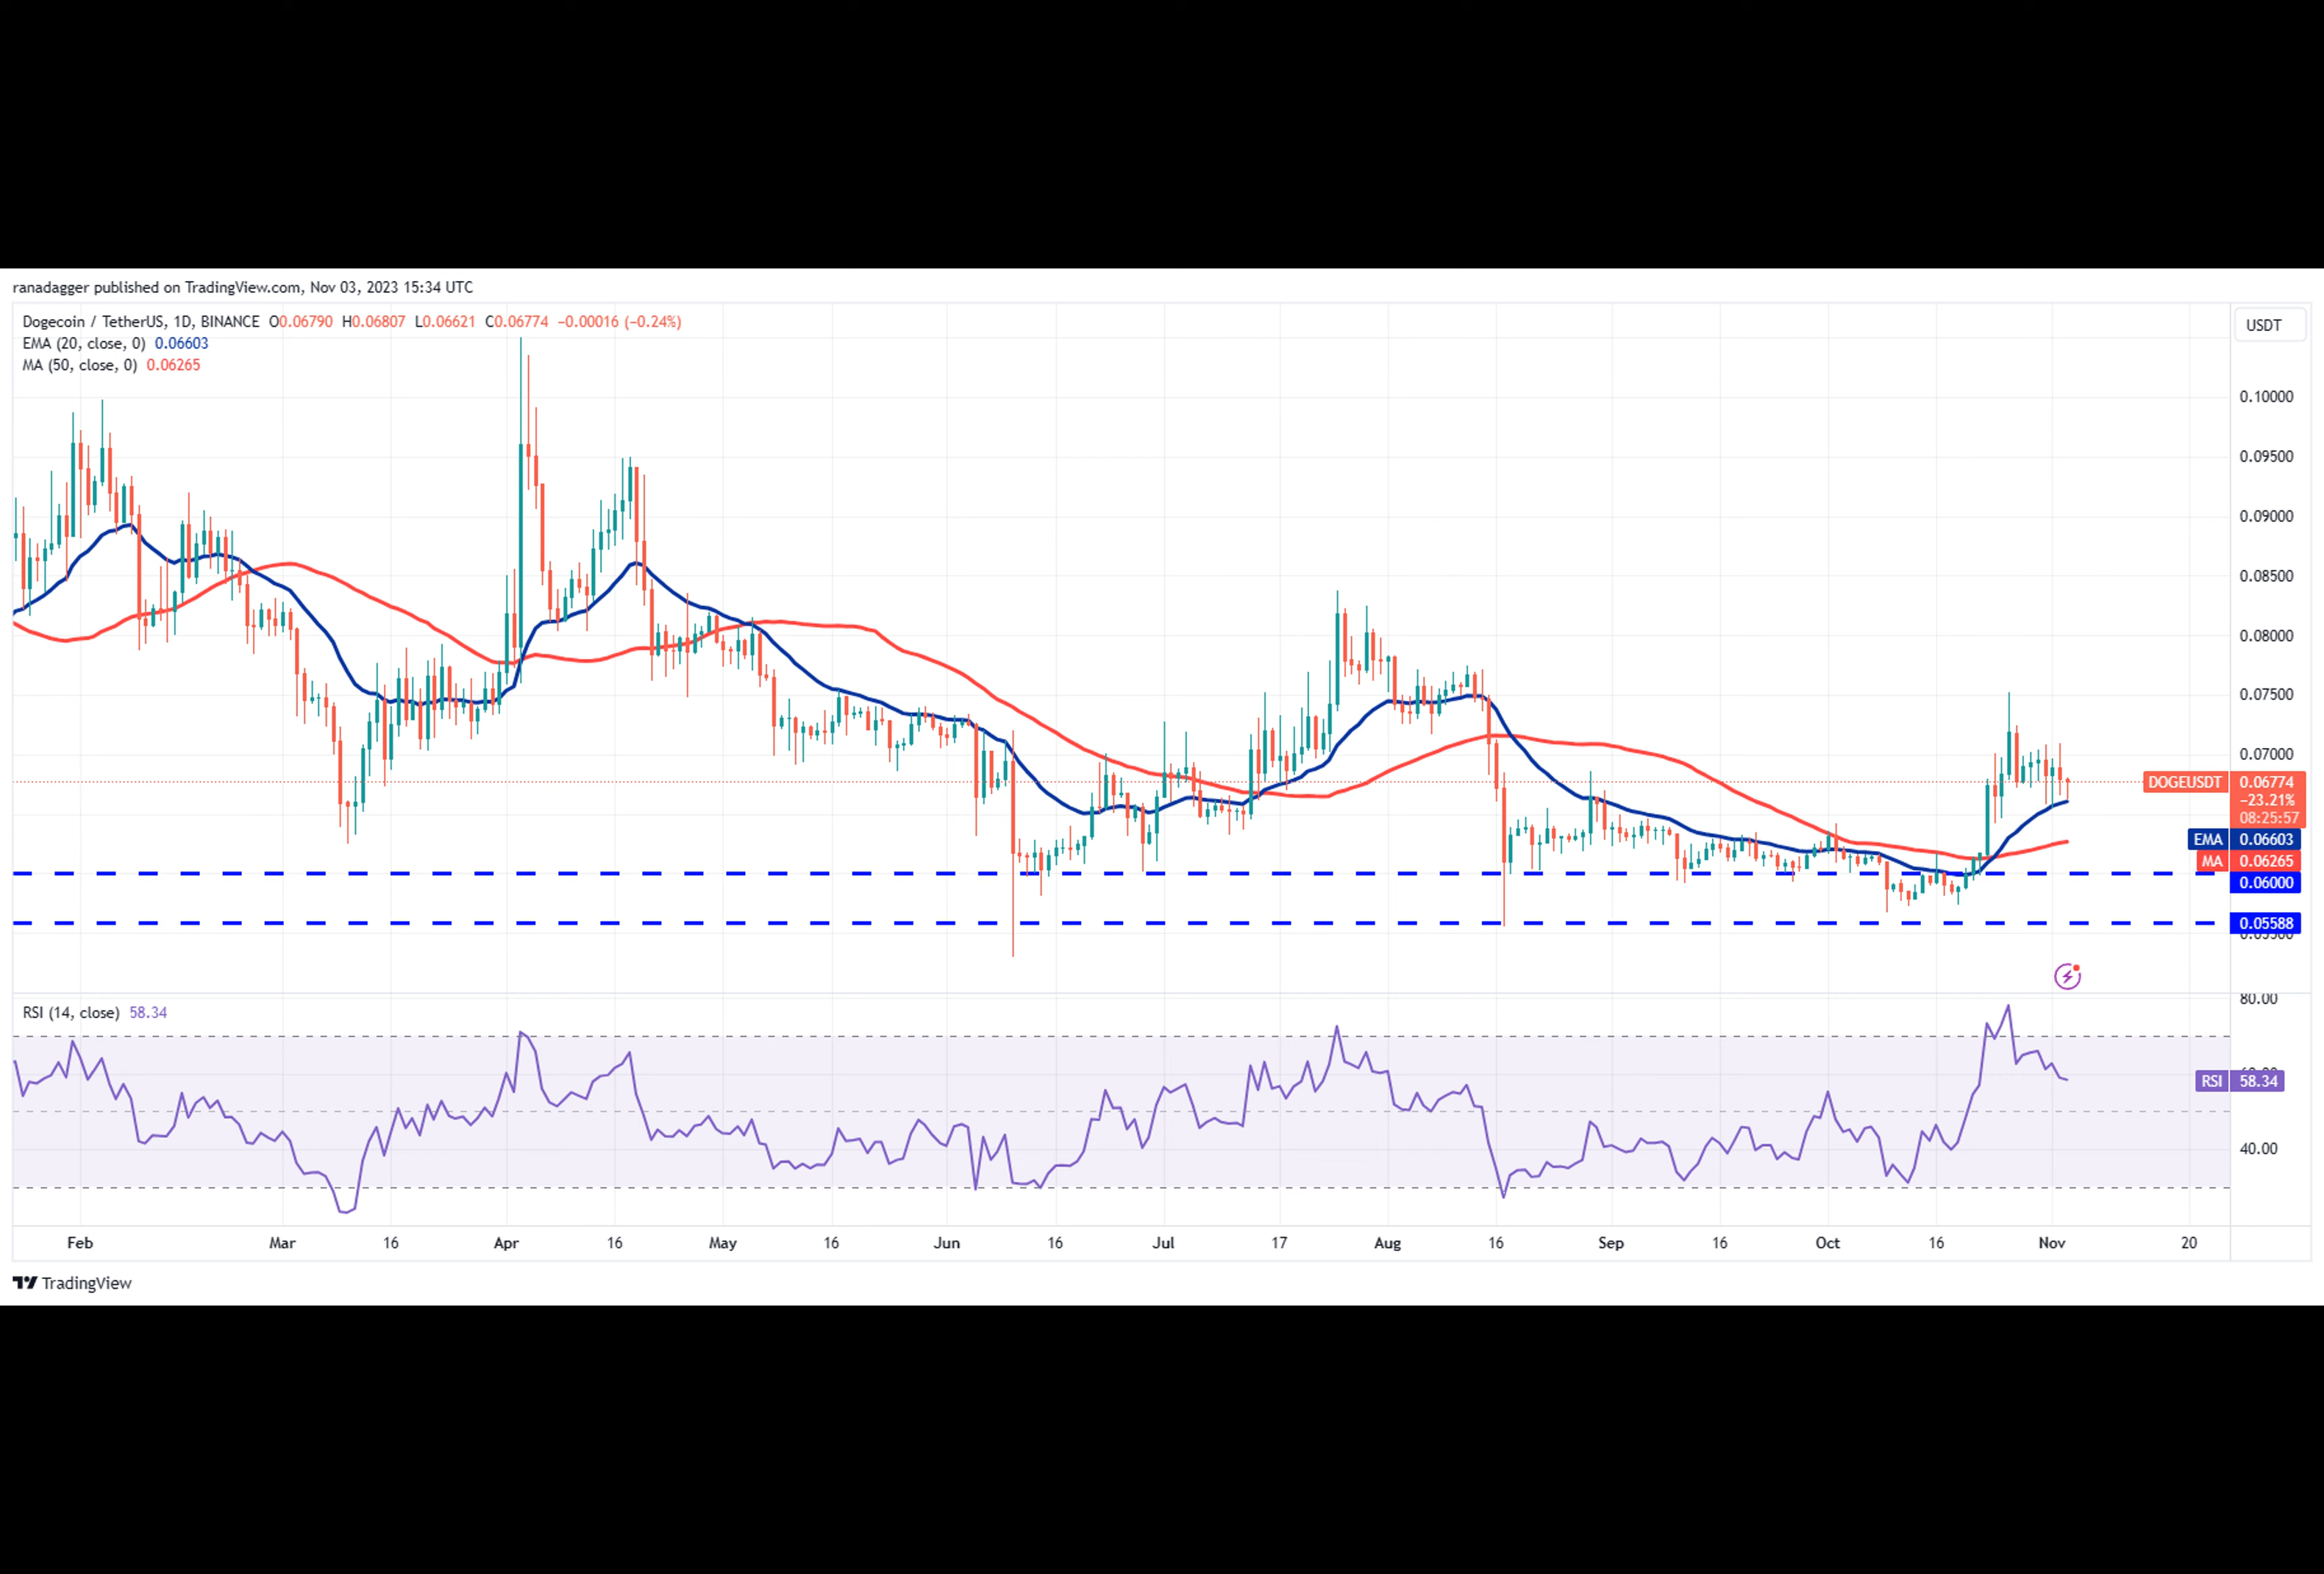 ranadagger published on TradingView.com, Nov 03, 2023 15:34 UTC
Dogecoin / TetherUS, 1D, BINANCE O0.06790 H0.06807 L0.06621 C0.06774 −0.00016 (−0.24%)
EMA (20, close, 0) 0.06603
MA (50, close, 0) 0.06265
USDT
0.10000
0.09500
0.09000
0.08500
0.08000
0.07500
0.07000
DOGEUSDT 0.06774
−23.21%
08:25:57
EMA 0.06603
MA 0.06265
0.06000
0.05588
RSI (14, close) 58.34
80.00
RSI 58.34
40.00
Feb Mar 16 Apr 16 May 16 Jun 16 Jul 17 Aug 16 Sep 16 Oct 16 Nov 20
TradingView